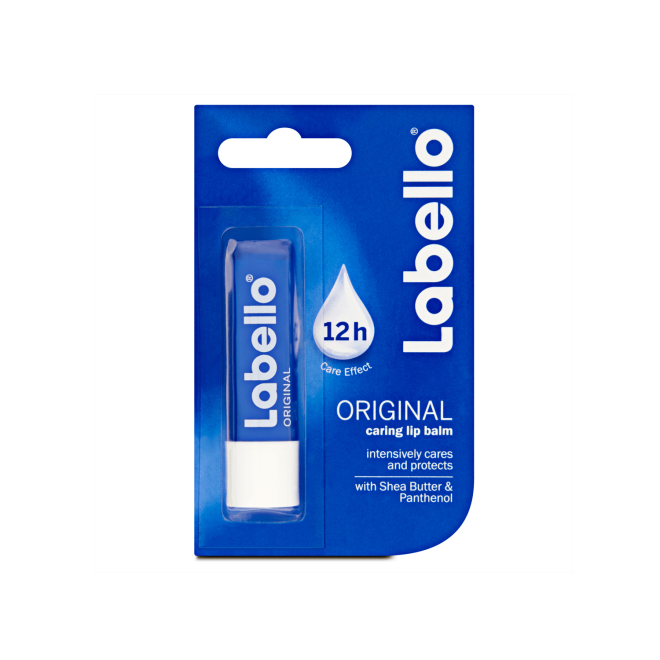 Labello®
12h
Care Effect
ORIGINAL
caring lip balm
intensively cares
and protects
with Shea Butter &
Panthenol
Labello®
ORIGINAL